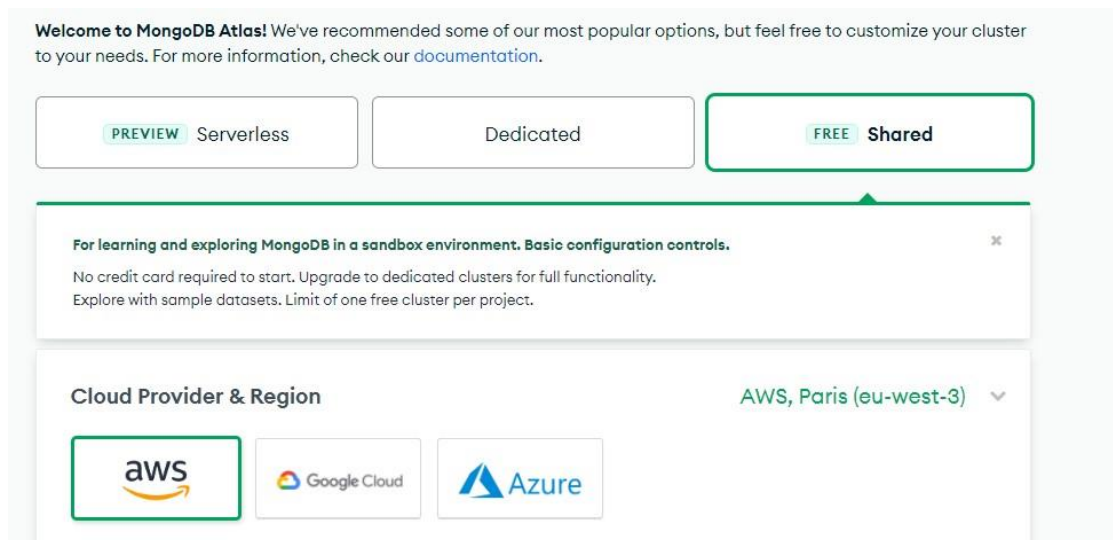 Welcome to MongoDB Atlas! We've recommended some of our most popular options, but feel free to customize your cluster
to your needs. For more information, check our documentation.
PREVIEW Serverless
Dedicated
FREE Shared
For learning and exploring MongoDB in a sandbox environment. Basic configuration controls.
No credit card required to start. Upgrade to dedicated clusters for full functionality.
Explore with sample datasets. Limit of one free cluster per project.
Cloud Provider & Region
AWS, Paris (eu-west-3)
aws
Google Cloud
Azure